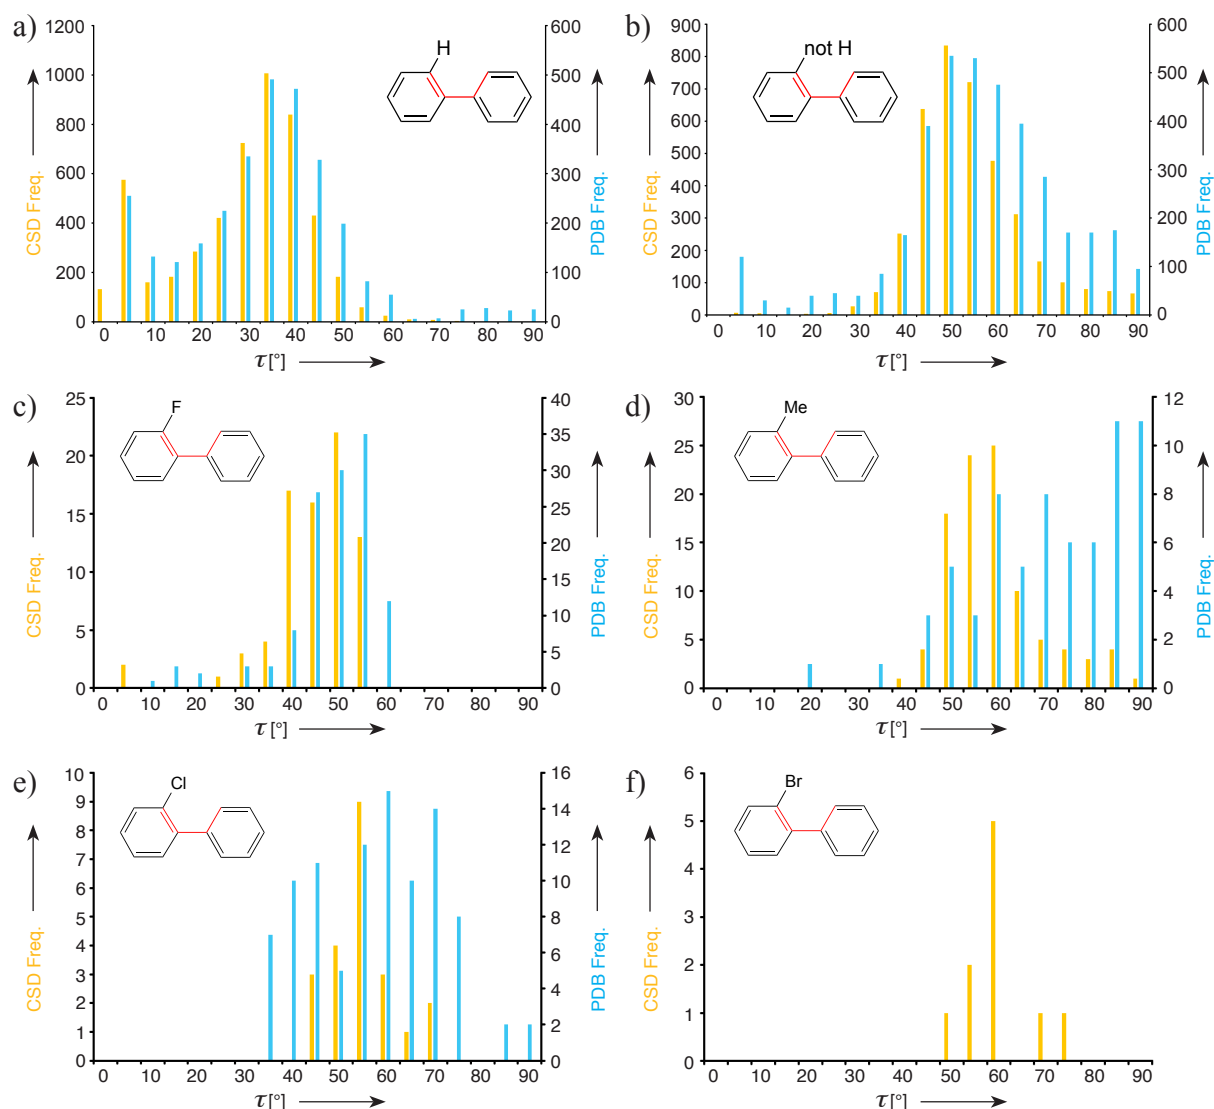 a)
1200
1000
800
600
400
200
0
600
500
400
300
200
100
0
H
CSD Freq.
PDB Freq.
0 10 20 30 40 50 60 70 80 90
τ [°]
b)
900
800
700
600
500
400
300
200
100
0
600
500
400
300
200
100
0
not H
CSD Freq.
PDB Freq.
0 10 20 30 40 50 60 70 80 90
τ [°]
c)
25
20
15
10
5
0
40
35
30
25
20
15
10
5
0
F
CSD Freq.
PDB Freq.
0 10 20 30 40 50 60 70 80 90
τ [°]
d)
30
25
20
15
10
5
0
12
10
8
6
4
2
0
Me
CSD Freq.
PDB Freq.
0 10 20 30 40 50 60 70 80 90
τ [°]
e)
10
9
8
7
6
5
4
3
2
1
0
16
14
12
10
8
6
4
2
0
Cl
CSD Freq.
PDB Freq.
0 10 20 30 40 50 60 70 80 90
τ [°]
f)
6
5
4
3
2
1
0
Br
CSD Freq.
0 10 20 30 40 50 60 70 80 90
τ [°]